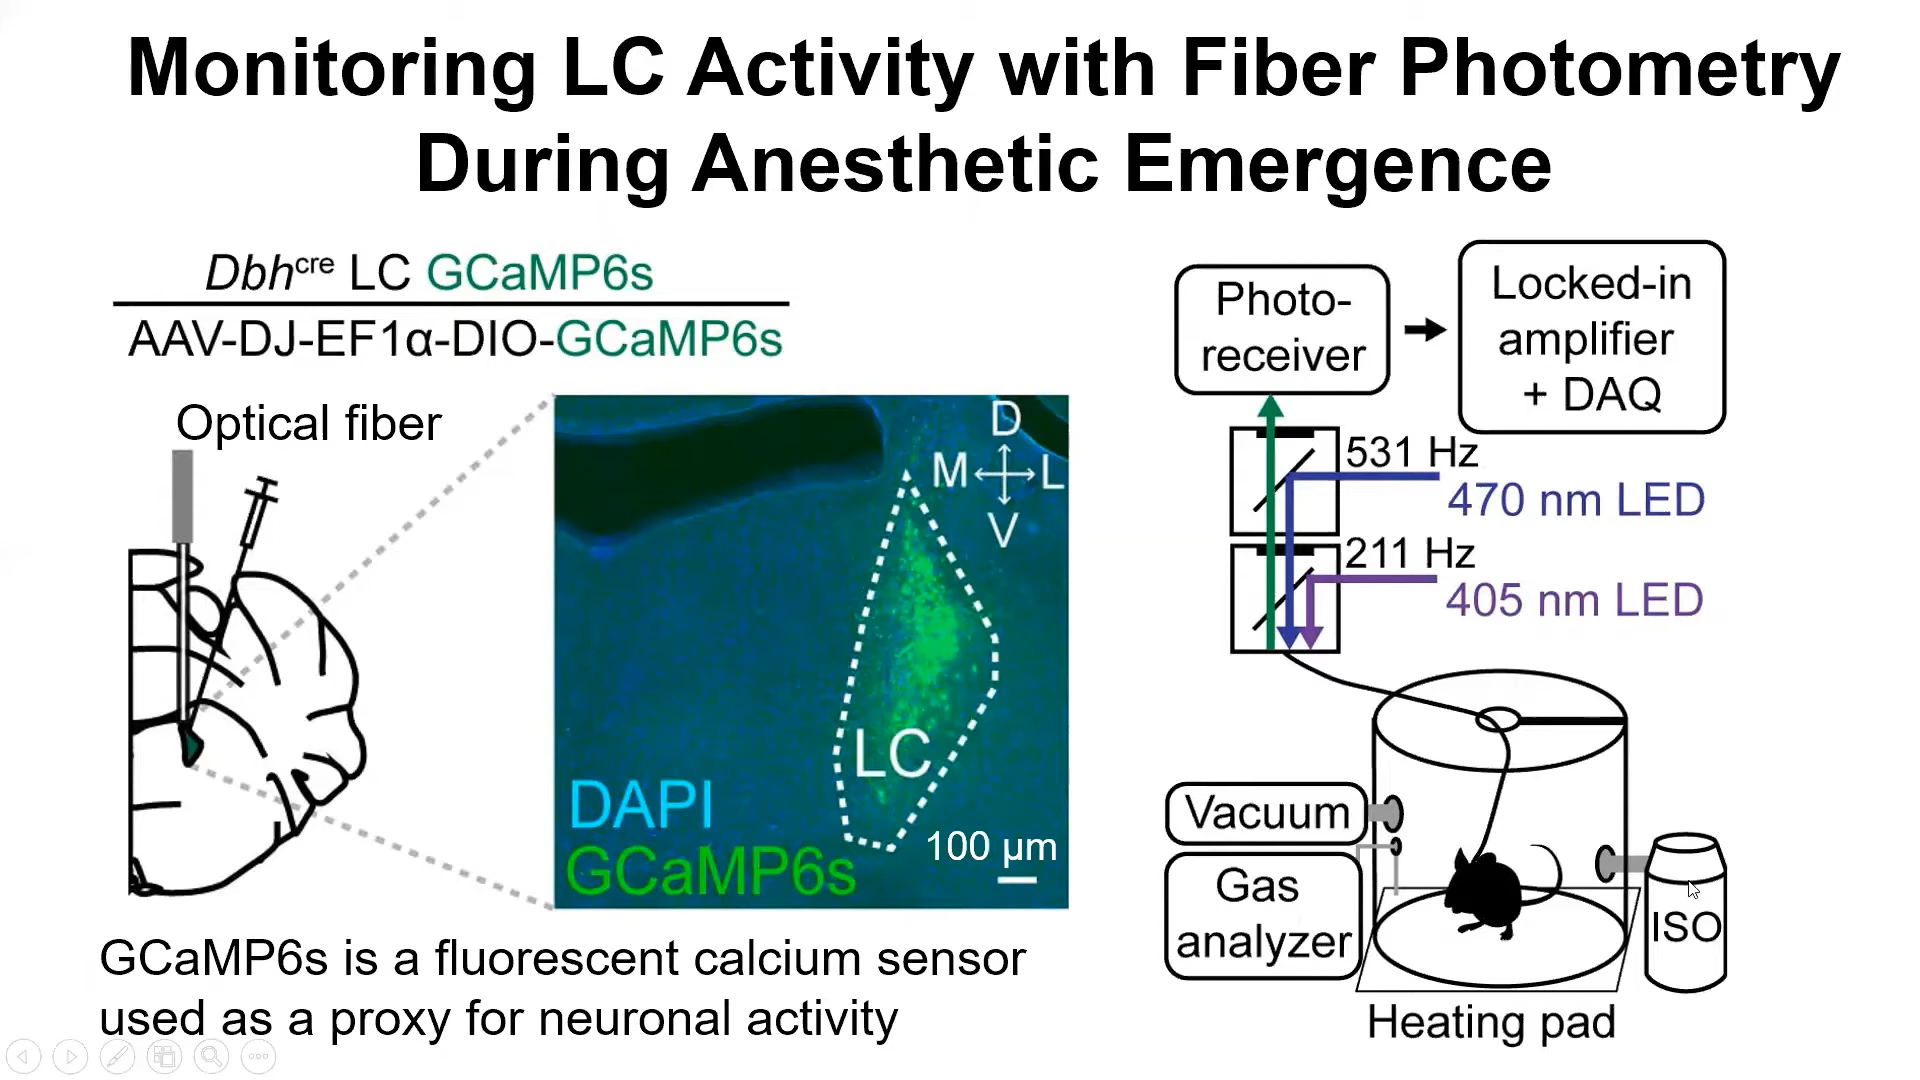 Monitoring LC Activity with Fiber Photometry
During Anesthetic Emergence
Dbhcre LC GCaMP6s
AAV-DJ-EF1α-DIO-GCaMP6s
Optical fiber
D
M L
V
LC
DAPI
GCaMP6s
100 µm
GCaMP6s is a fluorescent calcium sensor
used as a proxy for neuronal activity
Photo-
receiver
Locked-in
amplifier
+ DAQ
531 Hz
470 nm LED
211 Hz
405 nm LED
Vacuum
Gas
analyzer
ISO
Heating pad